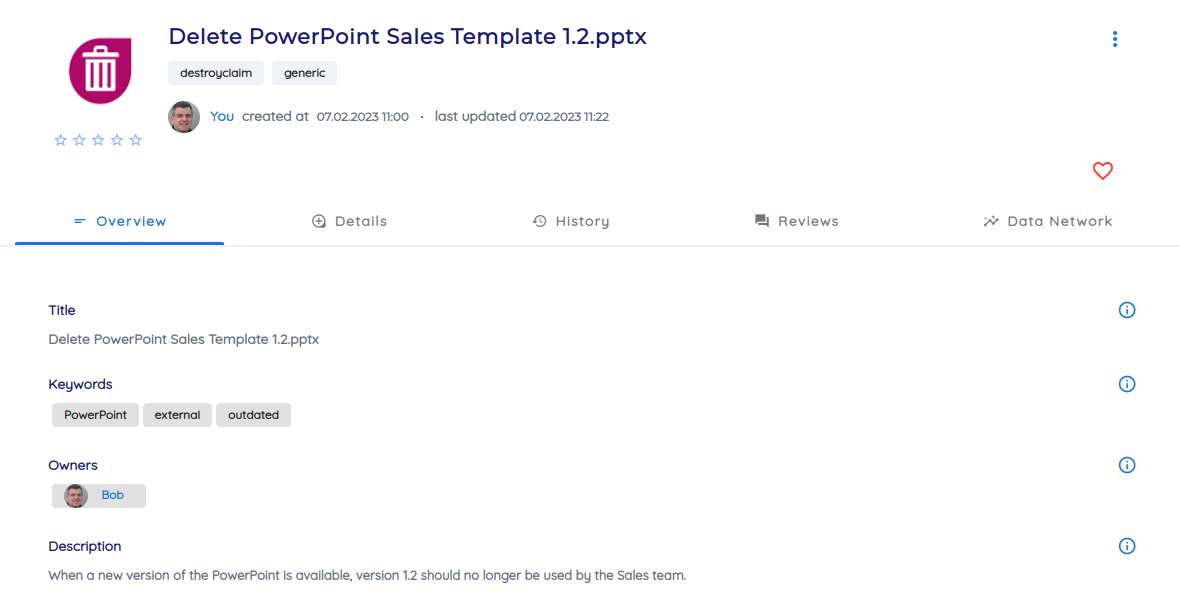 Delete PowerPoint Sales Template 1.2.pptx
destroyclaim generic
You created at 07.02.2023 11:00 · last updated 07.02.2023 11:22
Overview Details History Reviews Data Network
Title
Delete PowerPoint Sales Template 1.2.pptx
Keywords
PowerPoint external outdated
Owners
Bob
Description
When a new version of the PowerPoint is available, version 1.2 should no longer be used by the Sales team.